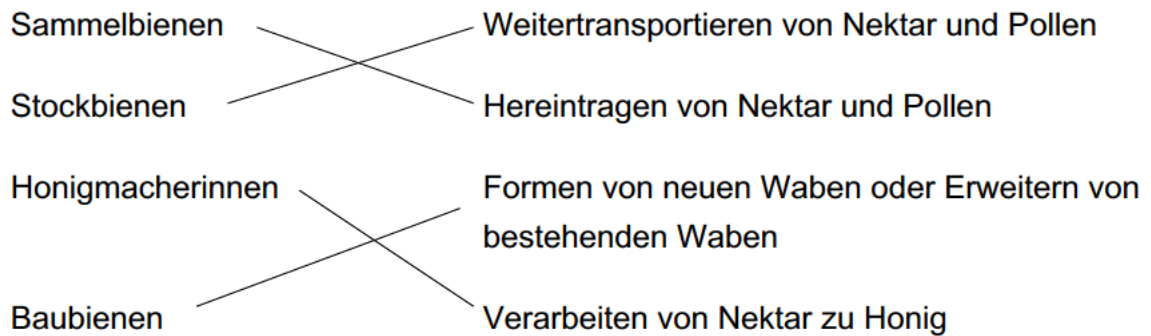 Sammelbienen Weitertransportieren von Nektar und Pollen
Stockbienen Hereintragen von Nektar und Pollen
Honigmacherinnen Formen von neuen Waben oder Erweitern von
bestehenden Waben
Baubienen Verarbeiten von Nektar zu Honig